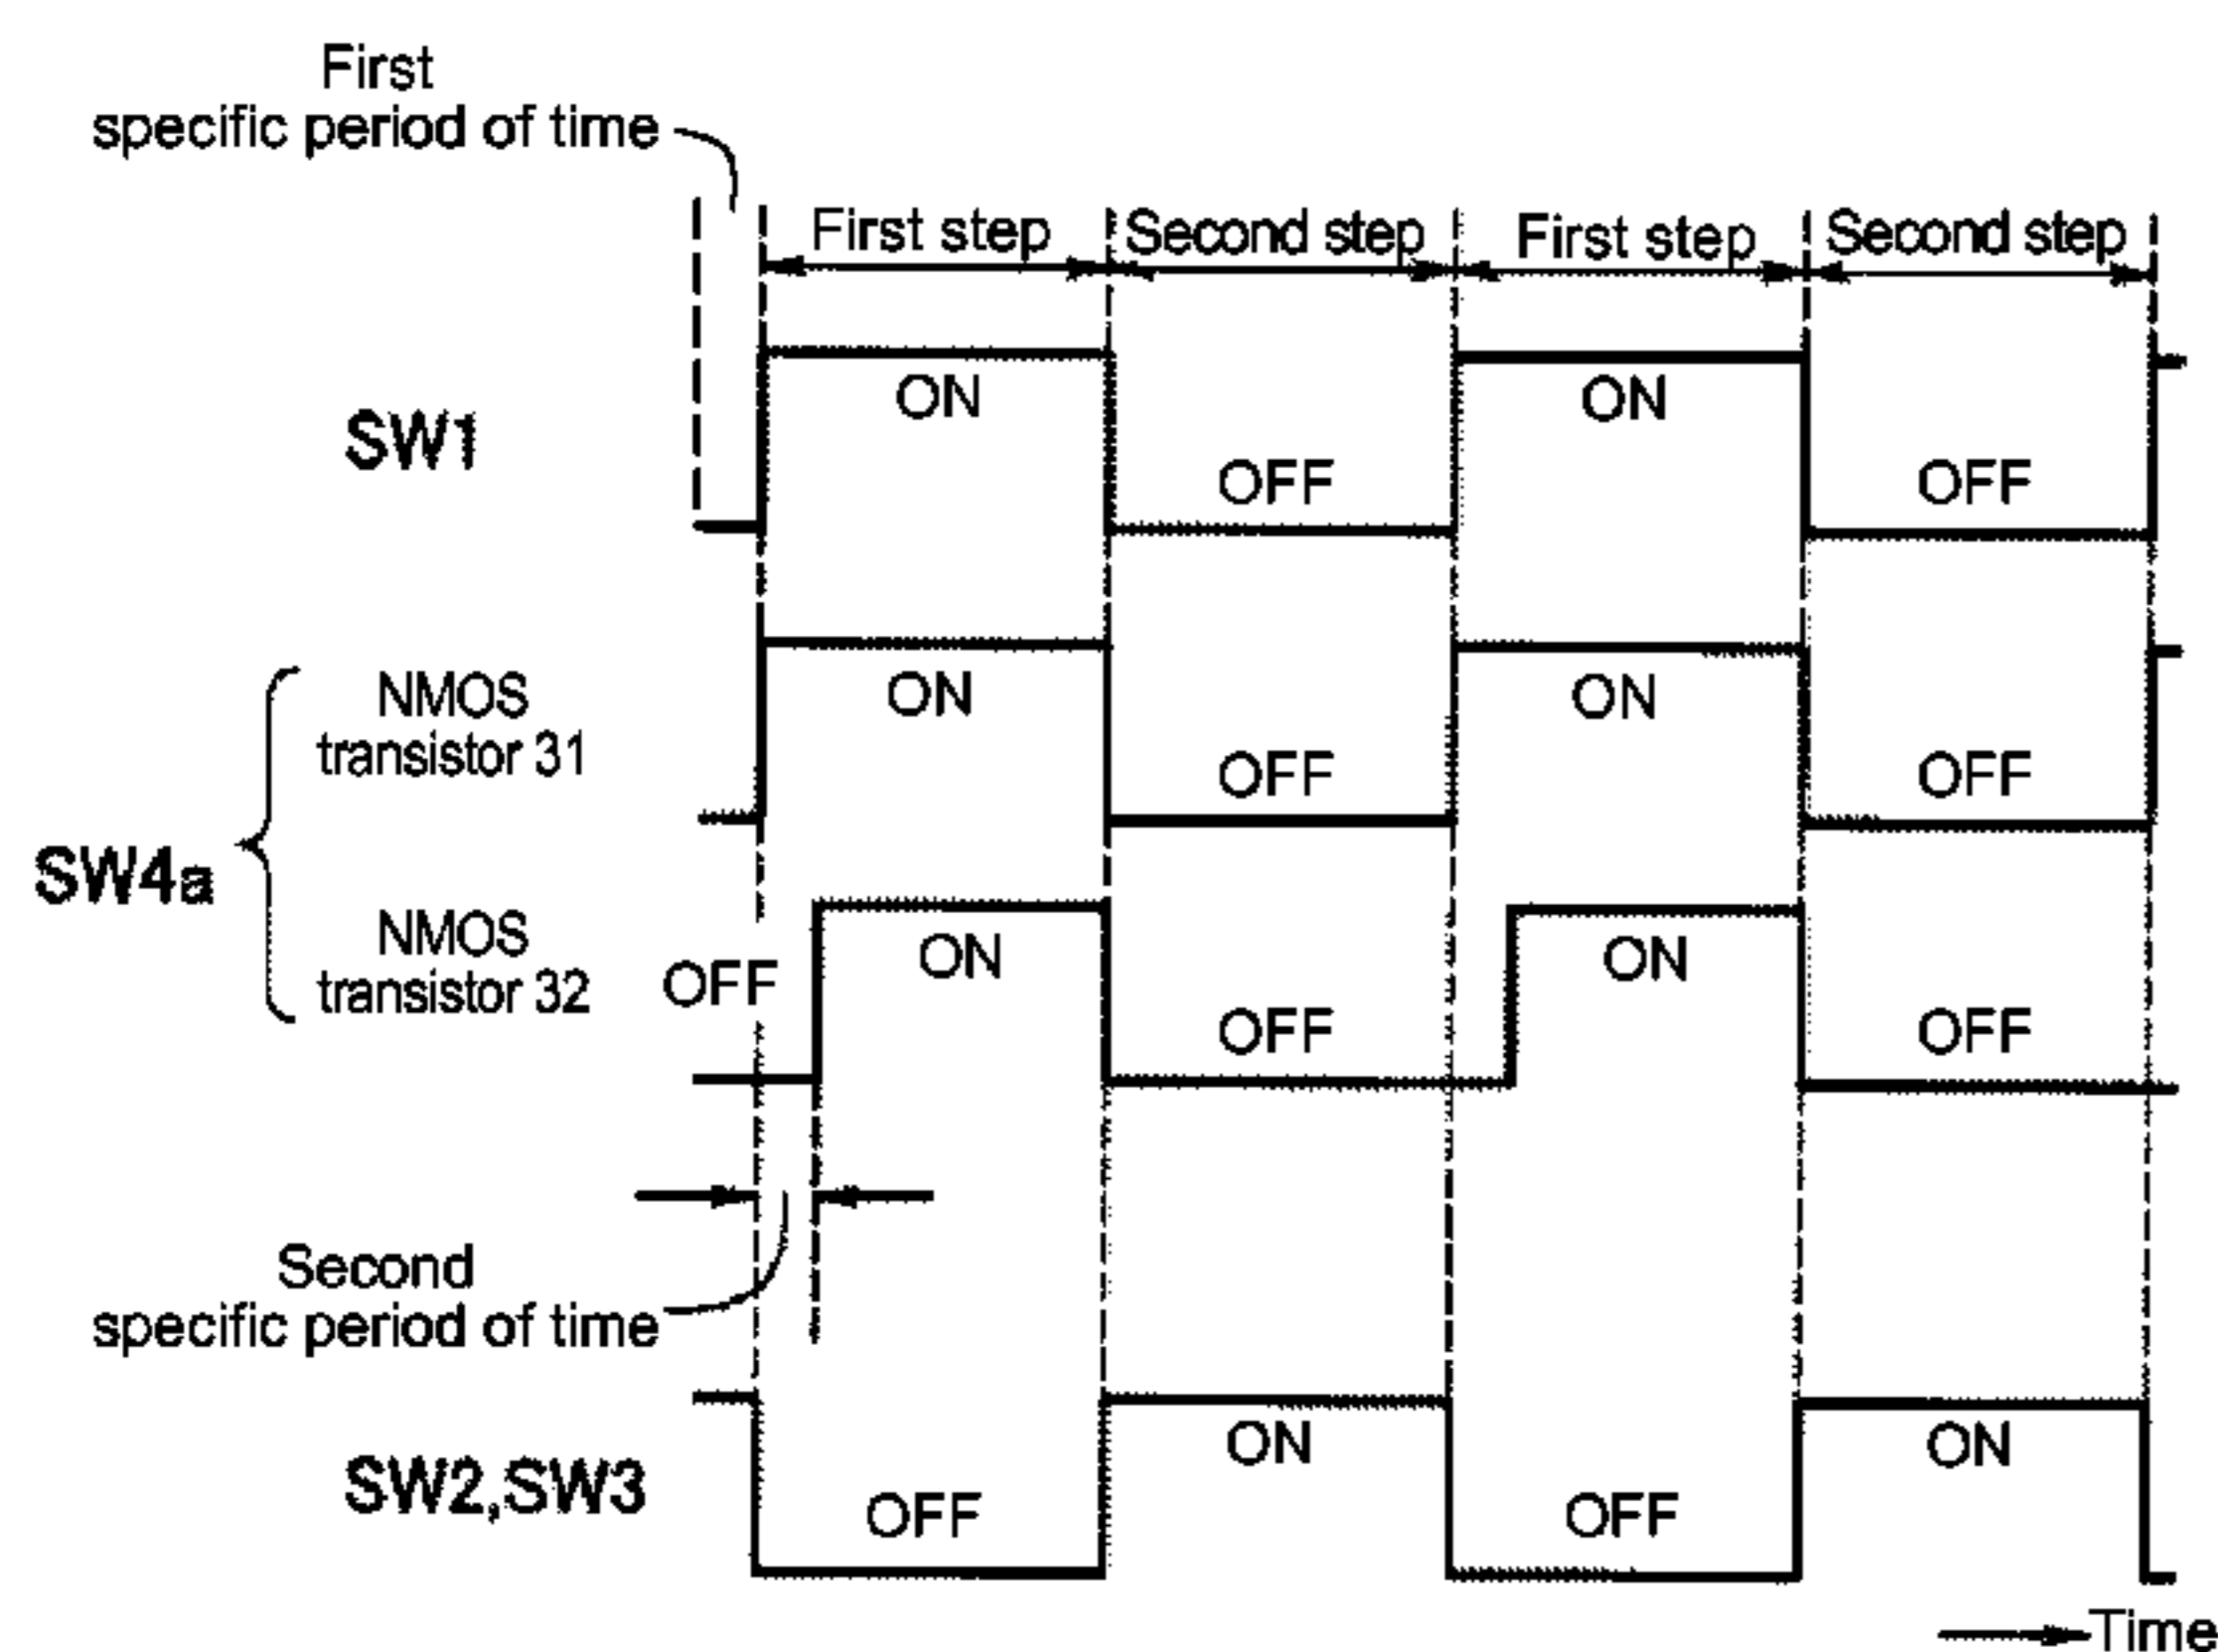 First
specific period of time
First step
Second step
First step
Second step
SW1
ON
OFF
ON
OFF
SW4a
NMOS
transistor 31
ON
OFF
ON
OFF
NMOS
transistor 32
OFF
ON
OFF
ON
OFF
Second
specific period of time
SW2,SW3
OFF
ON
OFF
ON
Time